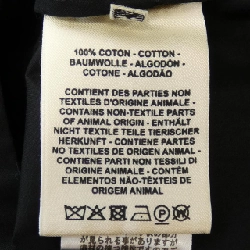 100% COTON - COTTON -
BAUMWOLLE - ALGODÓN -
COTONE - ALGODÃO
CONTIENT DES PARTIES NON
TEXTILES D'ORIGINE ANIMALE -
CONTAINS NON-TEXTILE PARTS
OF ANIMAL ORIGIN - ENTHÄLT
NICHT TEXTILE TEILE TIERISCHER
HERKUNFT - CONTIENE PARTES
NO TEXTILES DE ORIGEN ANIMAL -
CONTIENE PARTI NON TESSILI DI
ORIGINE ANIMALE - CONTÉM
ELEMENTOS NÃO-TÊXTEIS DE
ORIGEM ANIMAL